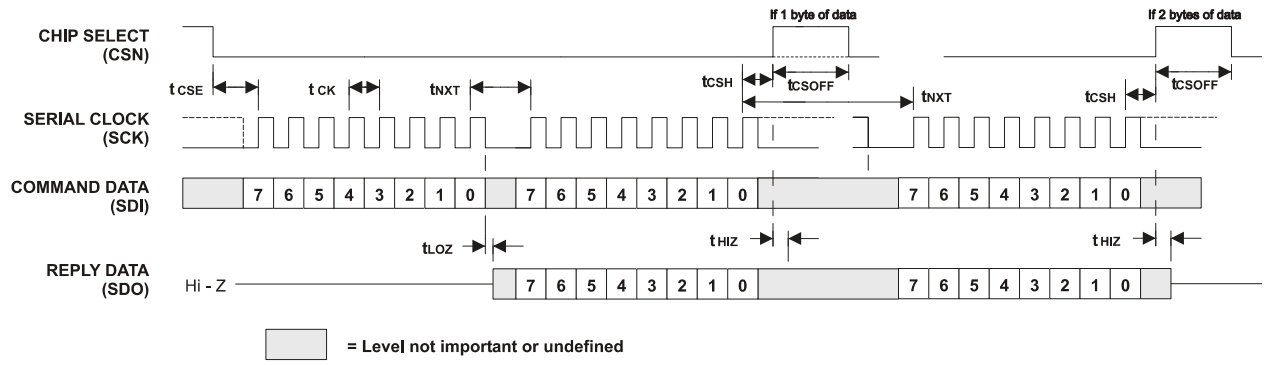 If 1 byte of data
If 2 bytes of data
CHIP SELECT
(CSN)
tCSE
tCK
tNXT
tCSH
tCSOFF
tNXT
tCSH
tCSOFF
SERIAL CLOCK
(SCK)
COMMAND DATA
(SDI)
7 6 5 4 3 2 1 0
7 6 5 4 3 2 1 0
7 6 5 4 3 2 1 0
tLOZ
tHIZ
tHIZ
REPLY DATA
(SDO)
Hi - Z
7 6 5 4 3 2 1 0
7 6 5 4 3 2 1 0
= Level not important or undefined